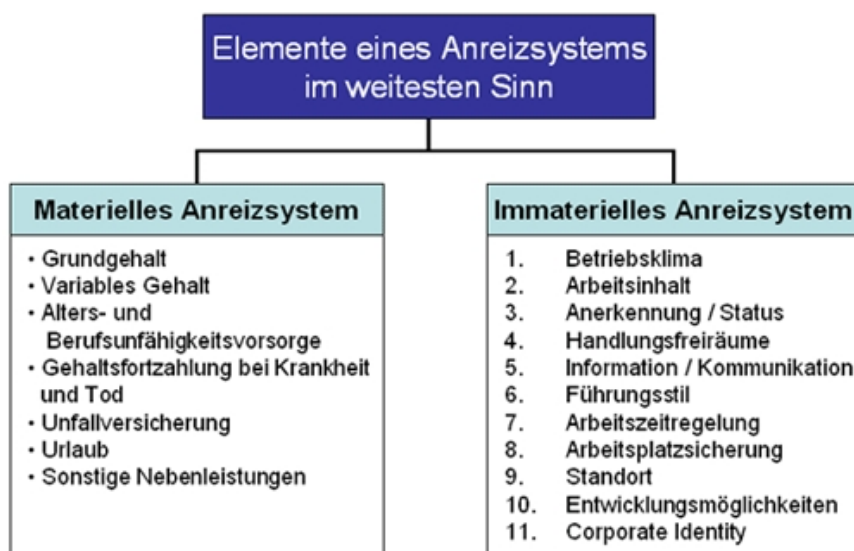 Elemente eines Anreizsystems
im weitesten Sinn
Materielles Anreizsystem
• Grundgehalt
• Variables Gehalt
• Alters- und
Berufsunfähigkeitsvorsorge
• Gehaltsfortzahlung bei Krankheit
und Tod
• Unfallversicherung
• Urlaub
• Sonstige Nebenleistungen
Immaterielles Anreizsystem
1. Betriebsklima
2. Arbeitsinhalt
3. Anerkennung / Status
4. Handlungsfreiräume
5. Information / Kommunikation
6. Führungsstil
7. Arbeitszeitregelung
8. Arbeitsplatzsicherung
9. Standort
10. Entwicklungsmöglichkeiten
11. Corporate Identity